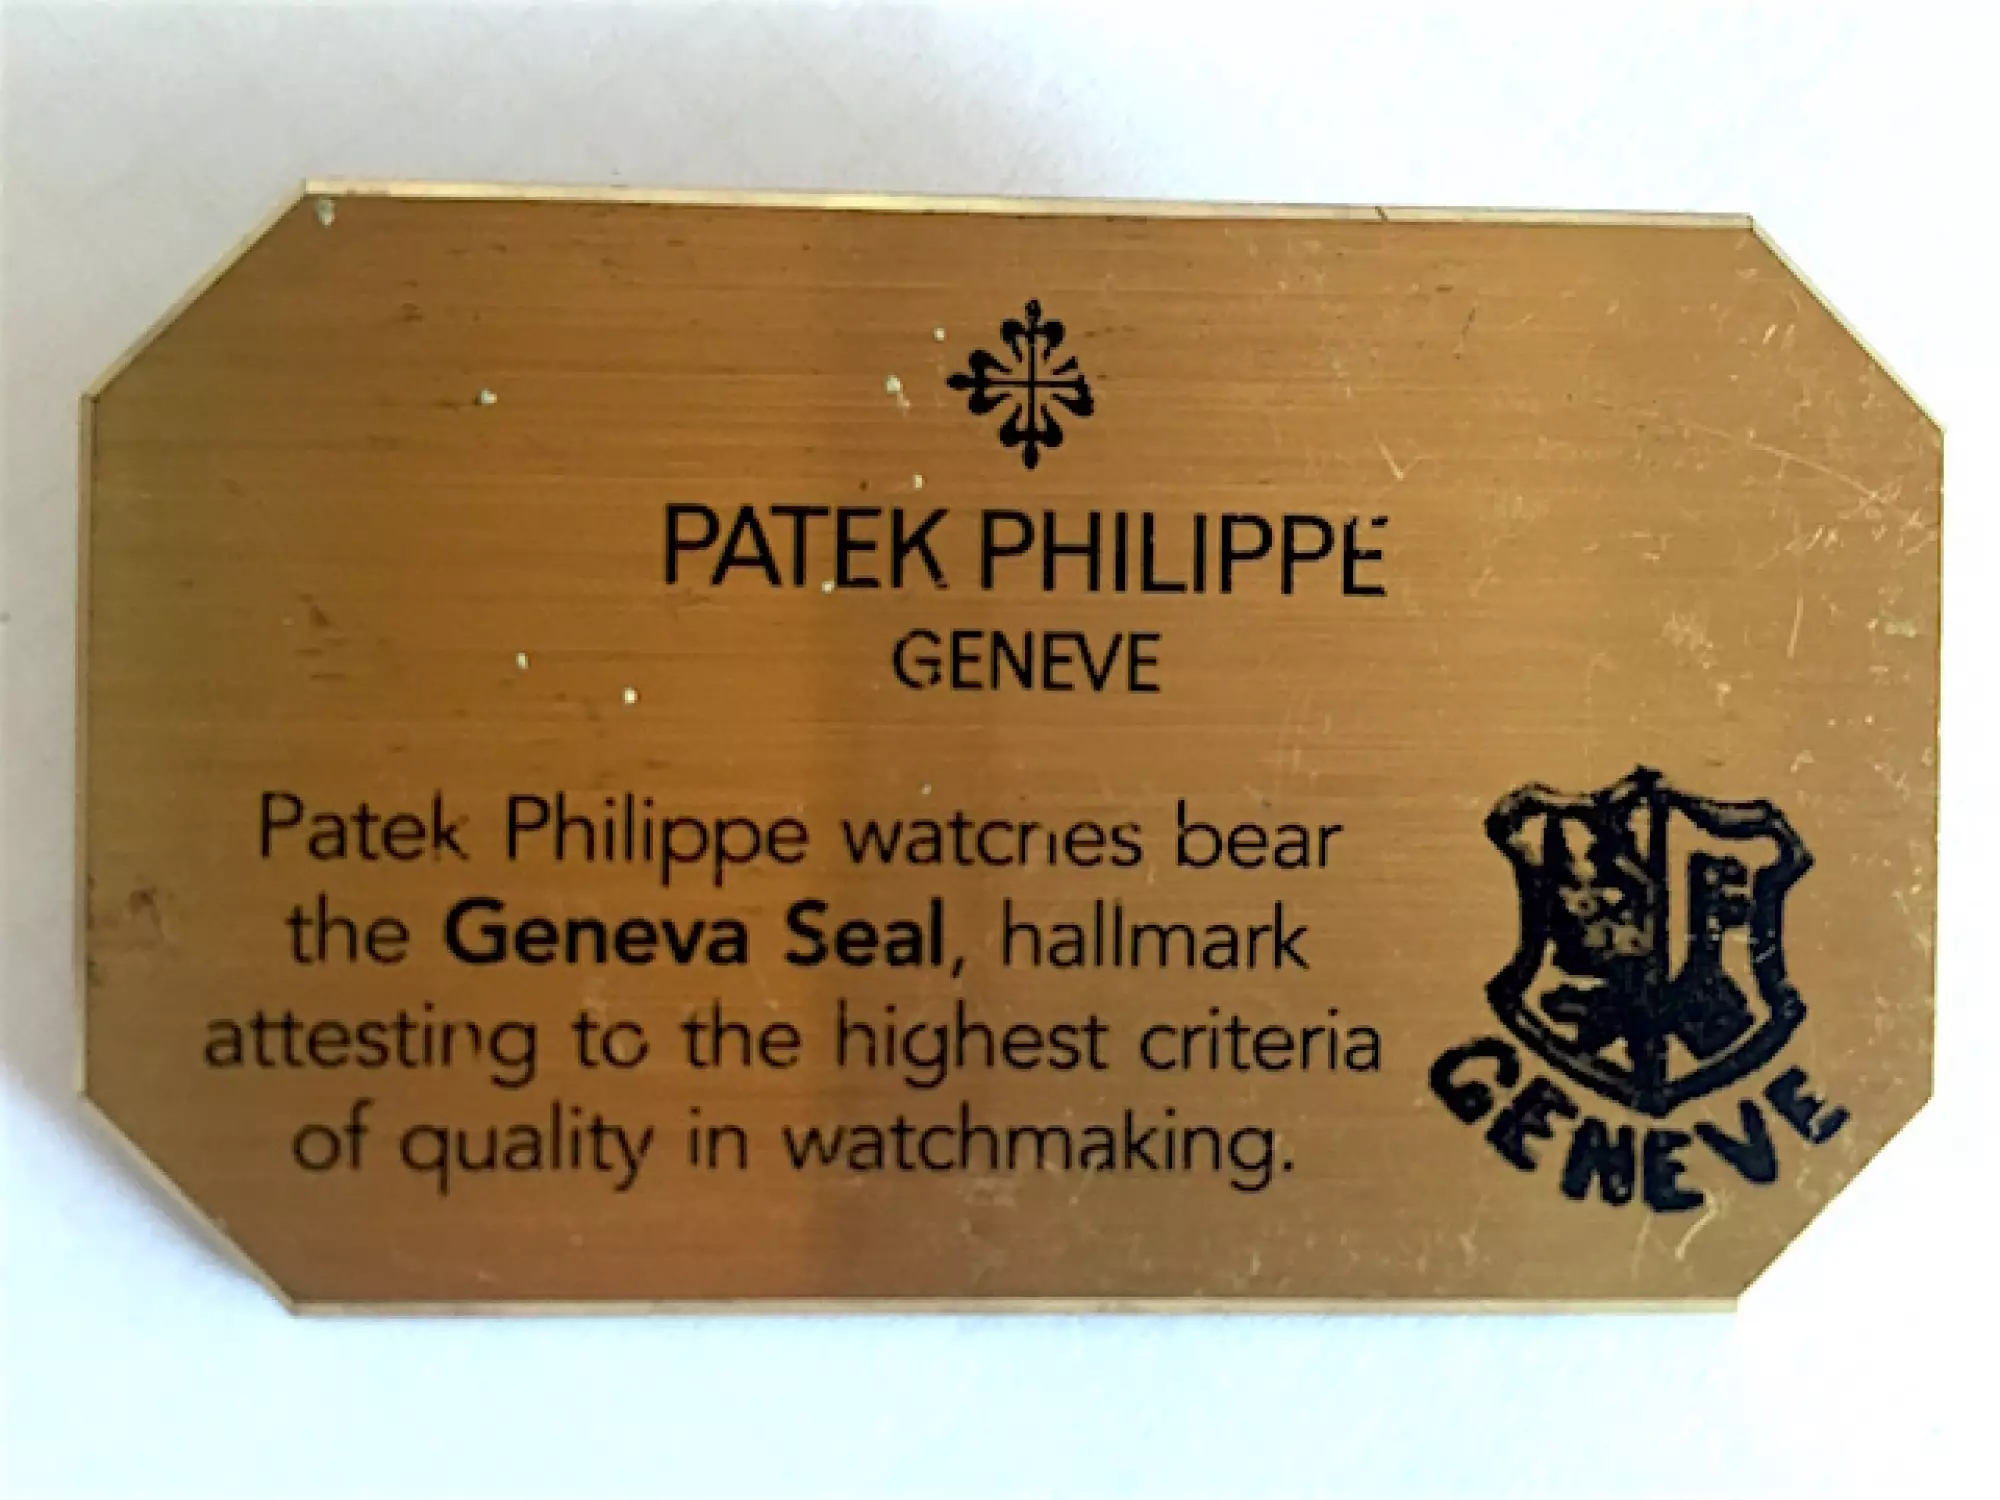 PATEK PHILIPPE
GENEVE
Patek Philippe watches bear
the Geneva Seal, hallmark
attesting to the highest criteria
of quality in watchmaking.
GENEVE